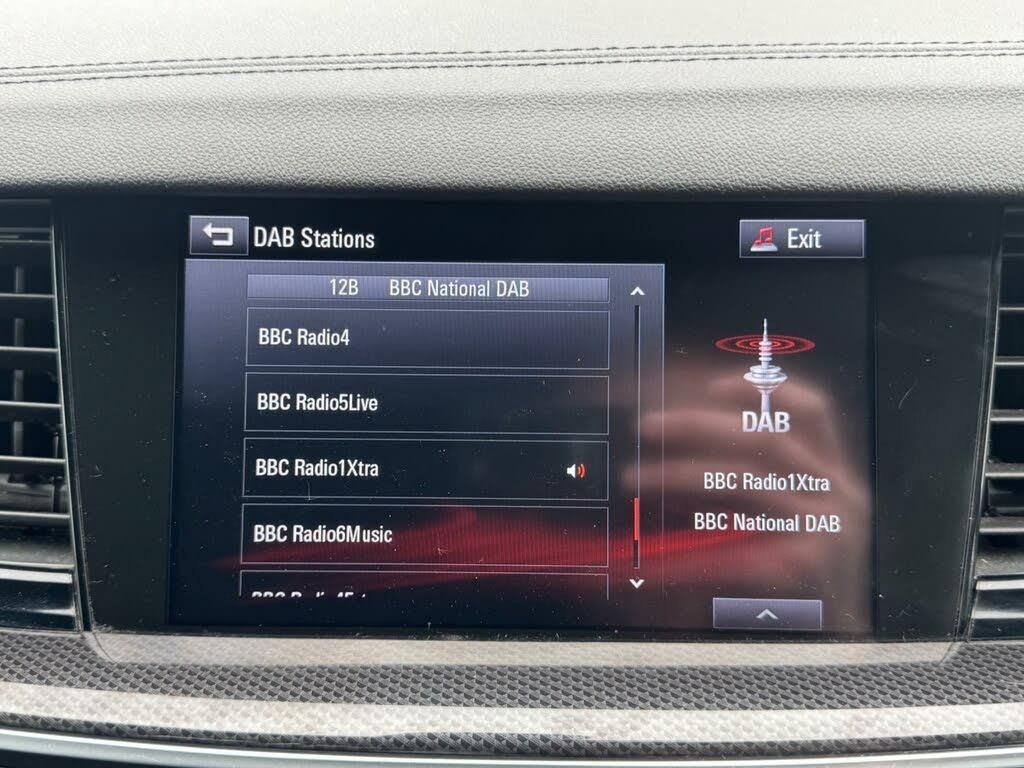 DAB Stations
Exit
12B BBC National DAB
BBC Radio4
BBC Radio5Live
BBC Radio1Xtra
BBC Radio6Music
DAB
BBC Radio1Xtra
BBC National DAB